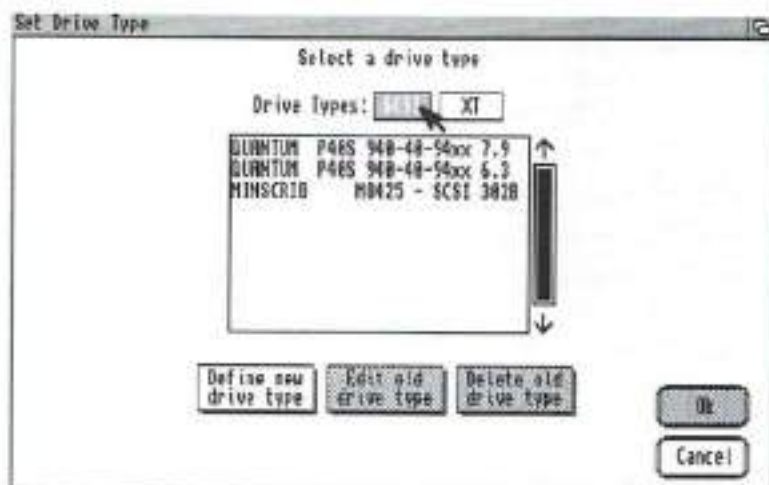 Set Drive Type
Select a drive type
Drive Types: XT
QUANTUM P40S 940-40-94xx 7.9
QUANTUM P40S 940-40-94xx 6.3
MINSCRIB M8425 - SCSI 3828
Define new drive type
Edit old drive type
Delete old drive type
Ok
Cancel